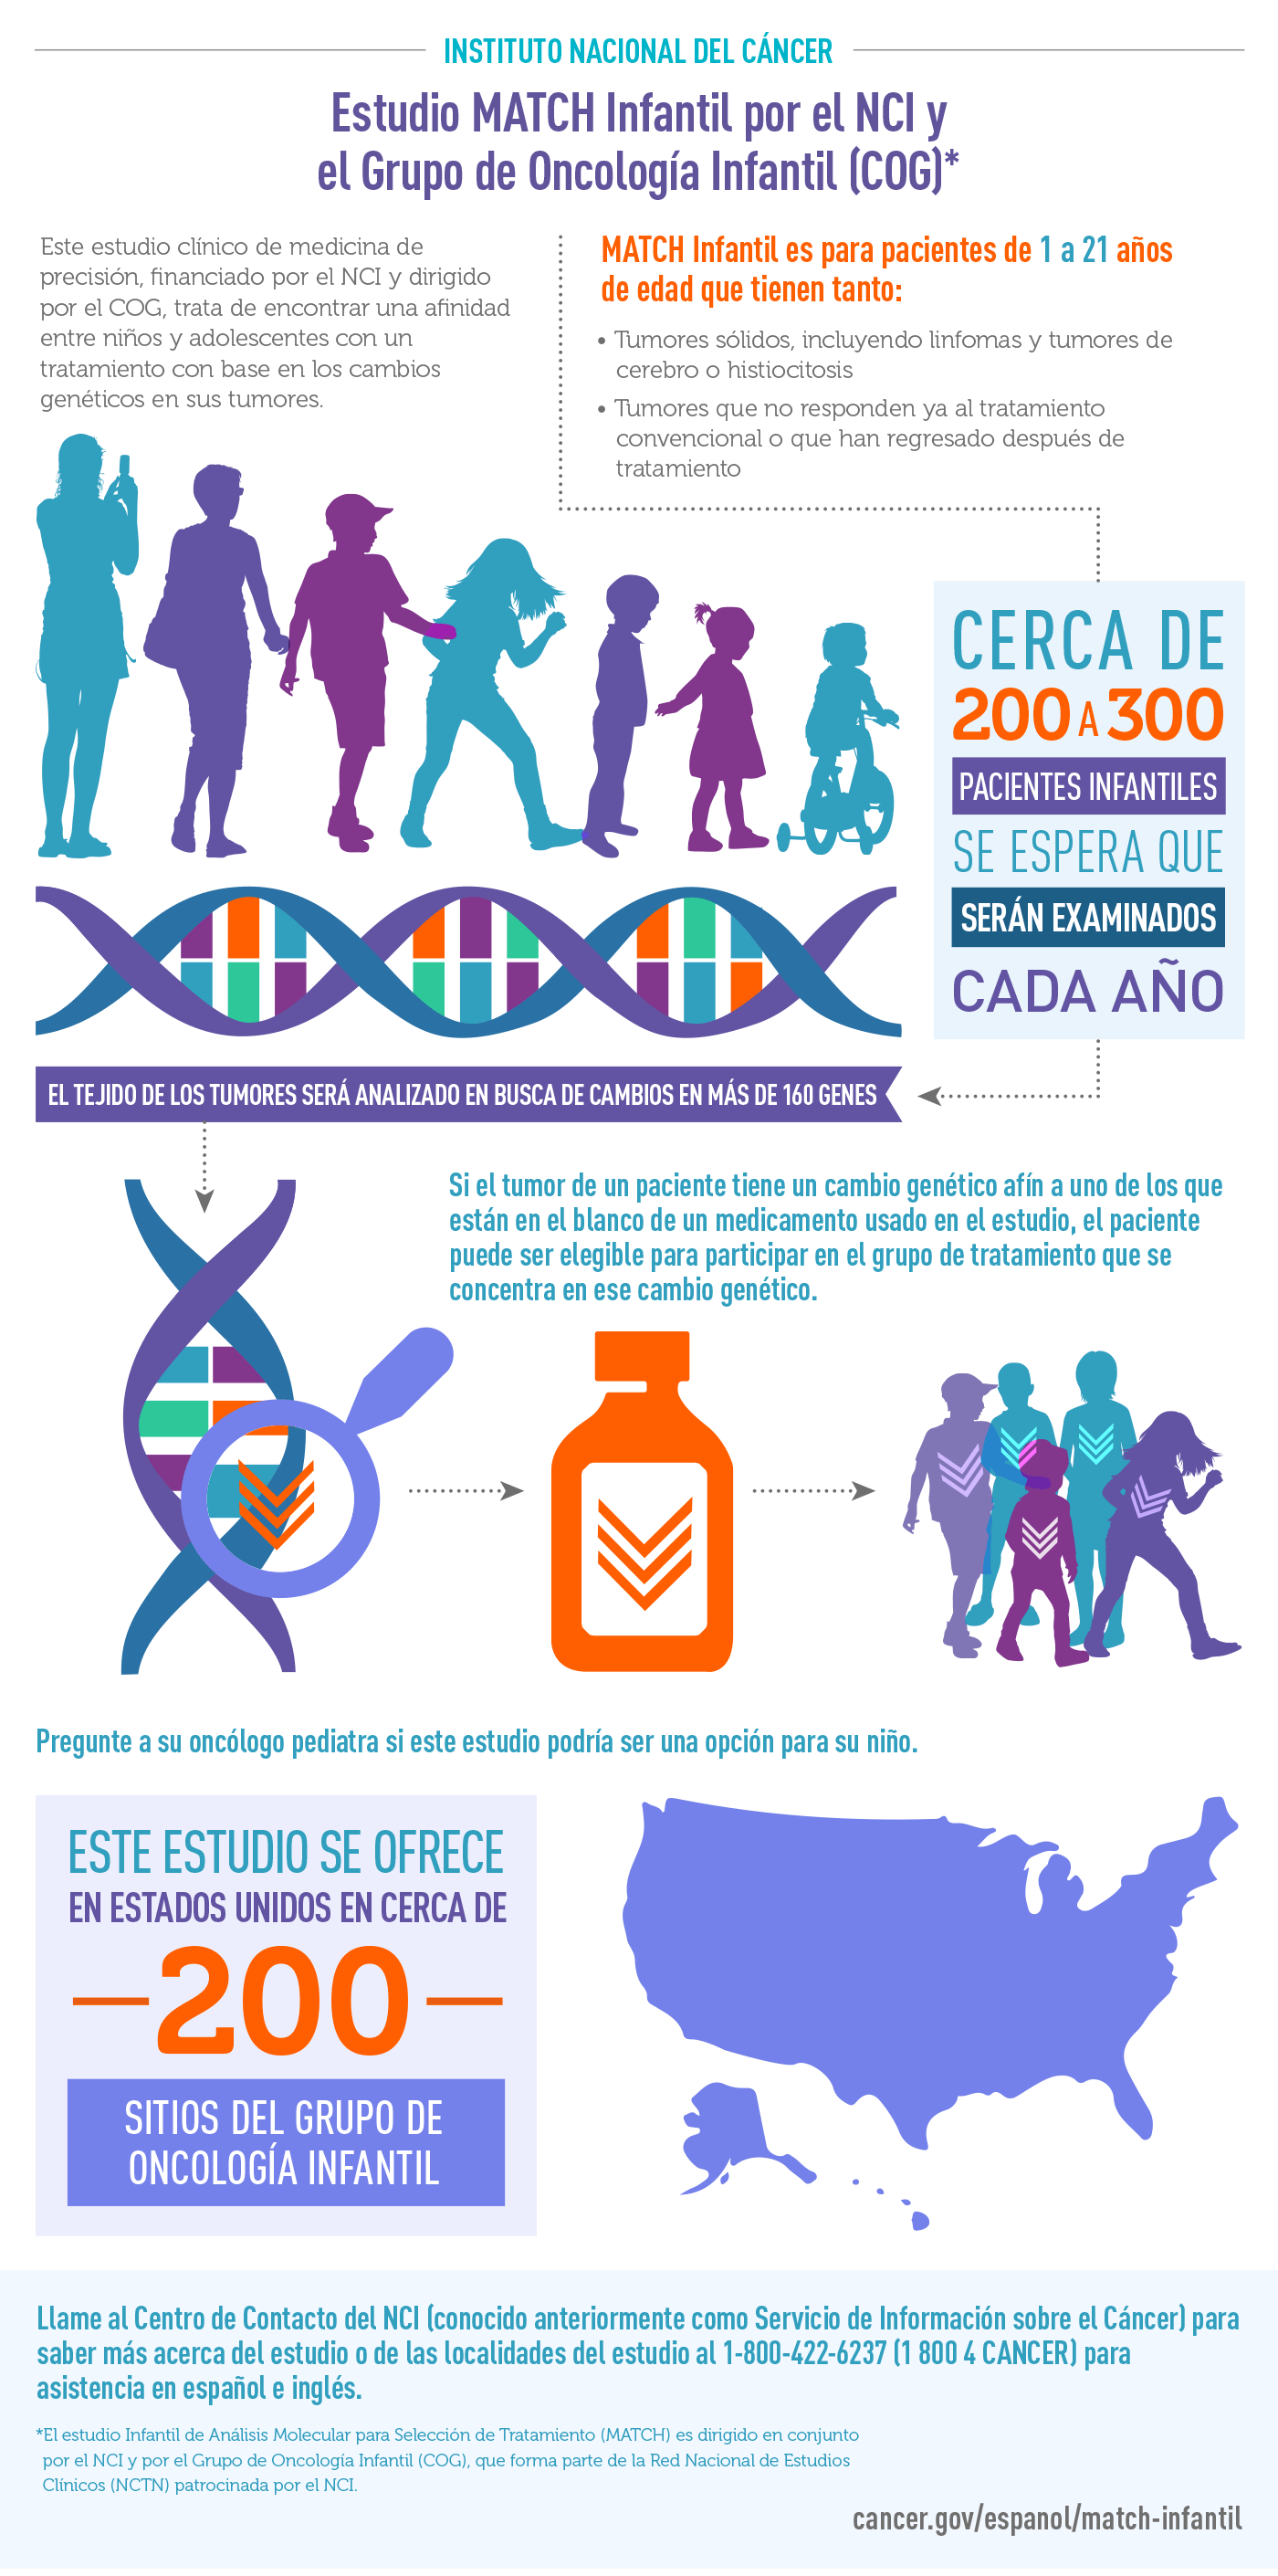 INSTITUTO NACIONAL DEL CÁNCER
Estudio MATCH Infantil por el NCI y
el Grupo de Oncología Infantil (COG)*
Este estudio clínico de medicina de
precisión, financiado por el NCI y dirigido
por el COG, trata de encontrar una afinidad
entre niños y adolescentes con un
tratamiento con base en los cambios
genéticos en sus tumores.
MATCH Infantil es para pacientes de 1 a 21 años
de edad que tienen tanto:
• Tumores sólidos, incluyendo linfomas y tumores de
cerebro o histiocitosis
• Tumores que no responden ya al tratamiento
convencional o que han regresado después de
tratamiento
CERCA DE
200 A 300
PACIENTES INFANTILES
SE ESPERA QUE
SERÁN EXAMINADOS
CADA AÑO
EL TEJIDO DE LOS TUMORES SERÁ ANALIZADO EN BUSCA DE CAMBIOS EN MÁS DE 160 GENES
Si el tumor de un paciente tiene un cambio genético afín a uno de los que
están en el blanco de un medicamento usado en el estudio, el paciente
puede ser elegible para participar en el grupo de tratamiento que se
concentra en ese cambio genético.
Pregunte a su oncólogo pediatra si este estudio podría ser una opción para su niño.
ESTE ESTUDIO SE OFRECE
EN ESTADOS UNIDOS EN CERCA DE
200
SITIOS DEL GRUPO DE
ONCOLOGÍA INFANTIL
Llame al Centro de Contacto del NCI (conocido anteriormente como Servicio de Información sobre el Cáncer) para
saber más acerca del estudio o de las localidades del estudio al 1-800-422-6237 (1 800 4 CANCER) para
asistencia en español e inglés.
*El estudio Infantil de Análisis Molecular para Selección de Tratamiento (MATCH) es dirigido en conjunto
por el NCI y por el Grupo de Oncología Infantil (COG), que forma parte de la Red Nacional de Estudios
Clínicos (NCTN) patrocinada por el NCI.
cancer.gov/espanol/match-infantil